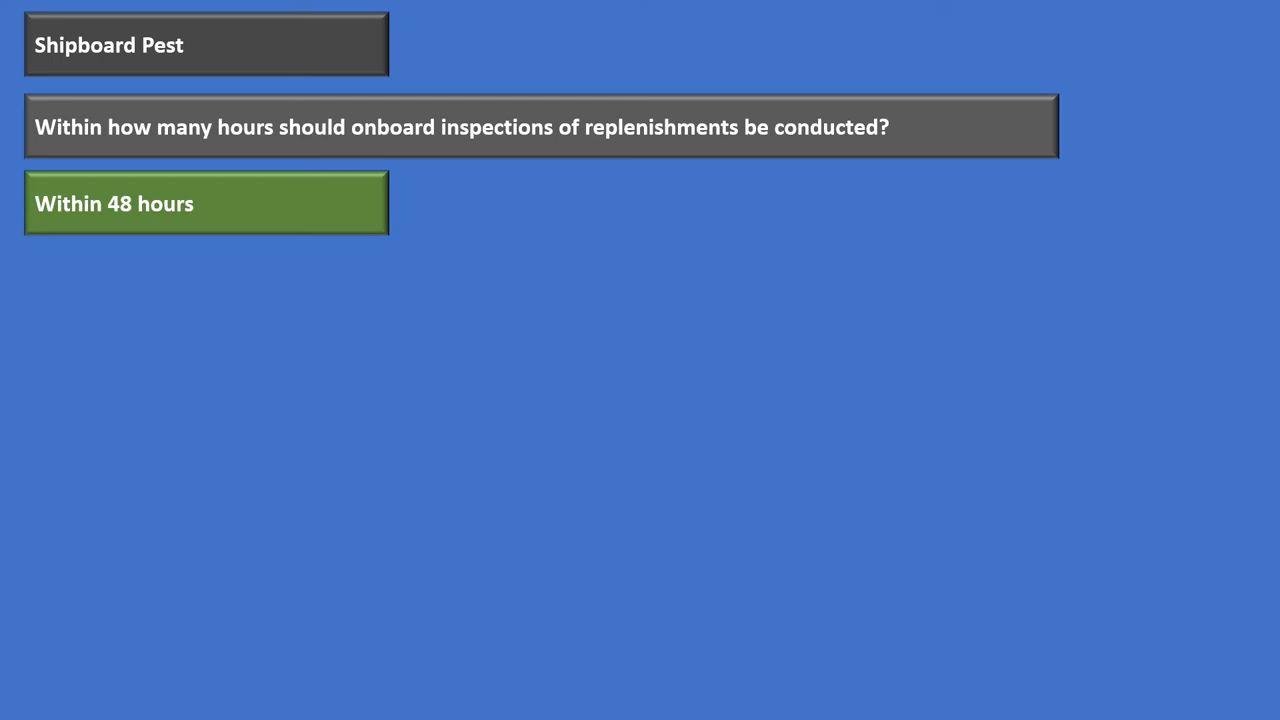 Shipboard Pest
Within how many hours should onboard inspections of replenishments be conducted?
Within 48 hours